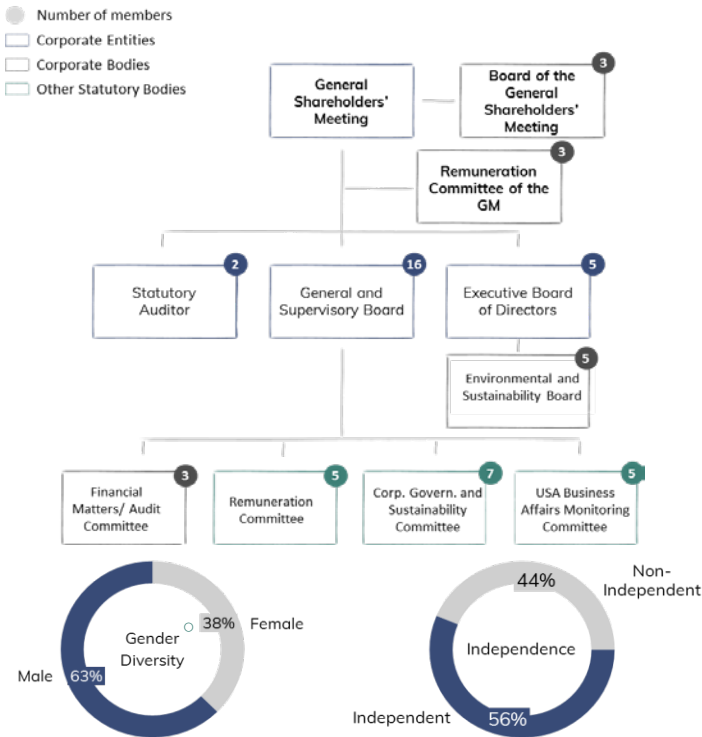 Number of members
Corporate Entities
Corporate Bodies
Other Statutory Bodies
General
Shareholders'
Meeting
3
Board of the
General
Shareholders'
Meeting
3
Remuneration
Committee of the
GM
2
Statutory
Auditor
16
General and
Supervisory Board
5
Executive Board
of Directors
5
Environmental and
Sustainability Board
3
Financial
Matters/ Audit
Committee
5
Remuneration
Committee
7
Corp. Govern. and
Sustainability
Committee
5
USA Business
Affairs Monitoring
Committee
Gender
Diversity
38%
Female
Male
63%
44%
Non-
Independent
Independence
Independent
56%